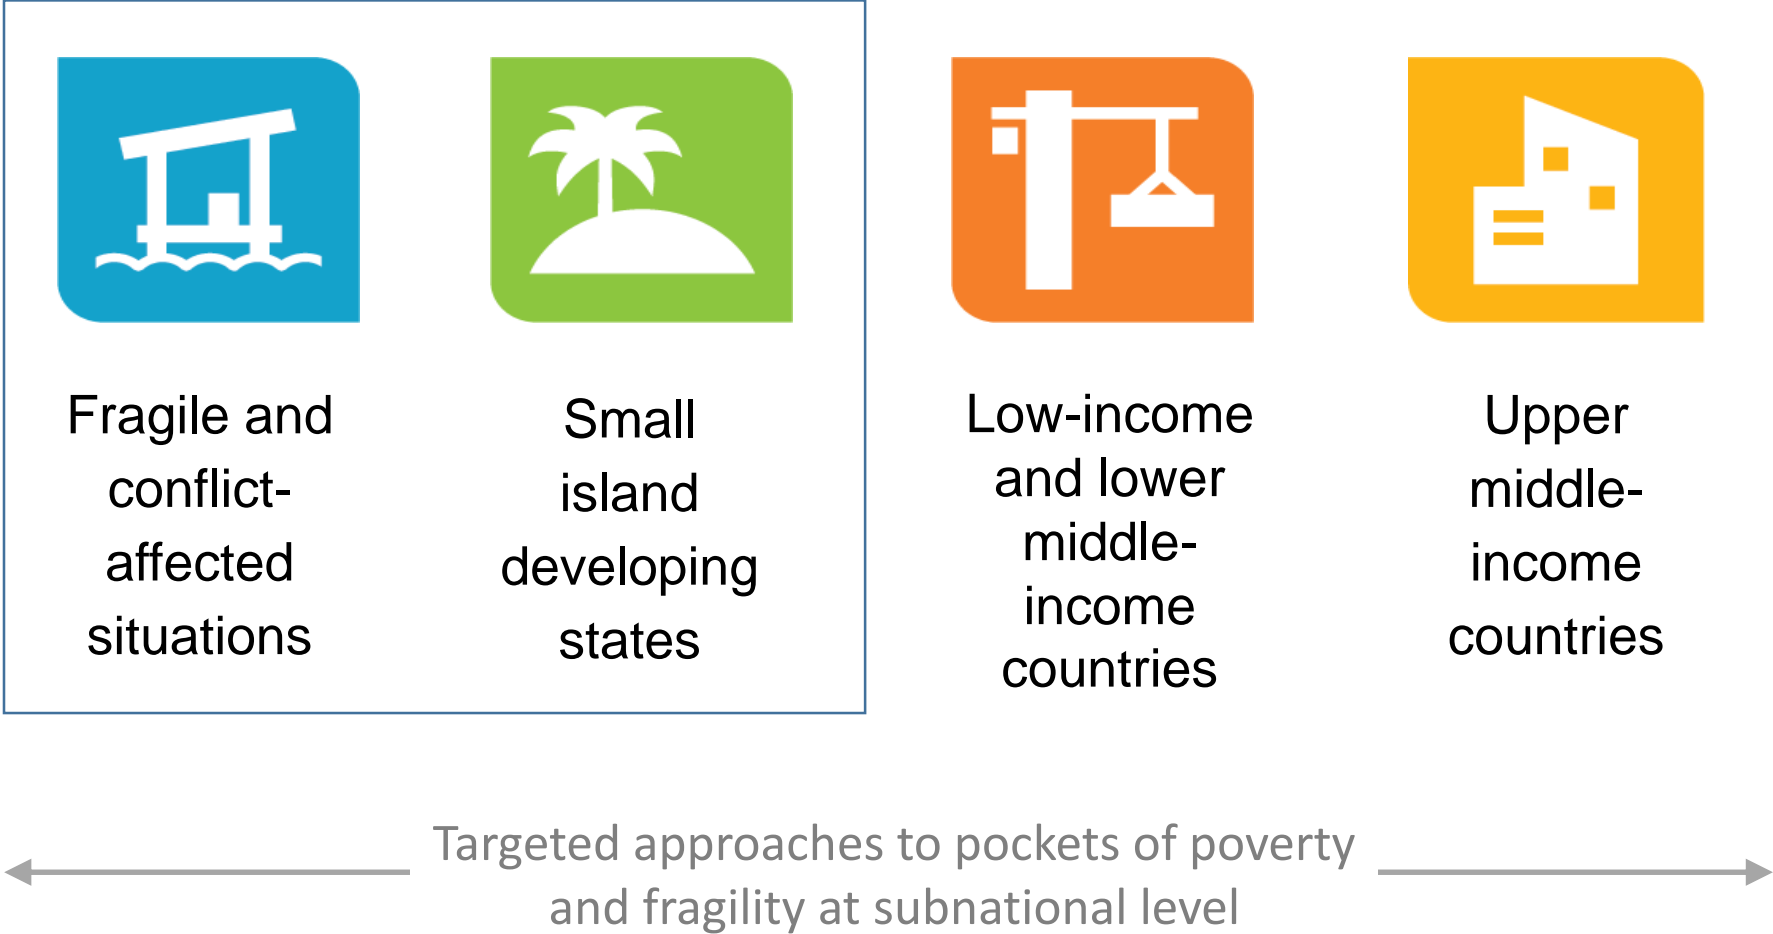 Fragile and
conflict-
affected
situations
Small
island
developing
states
Low-income
and lower
middle-
income
countries
Upper
middle-
income
countries
Targeted approaches to pockets of poverty
and fragility at subnational level